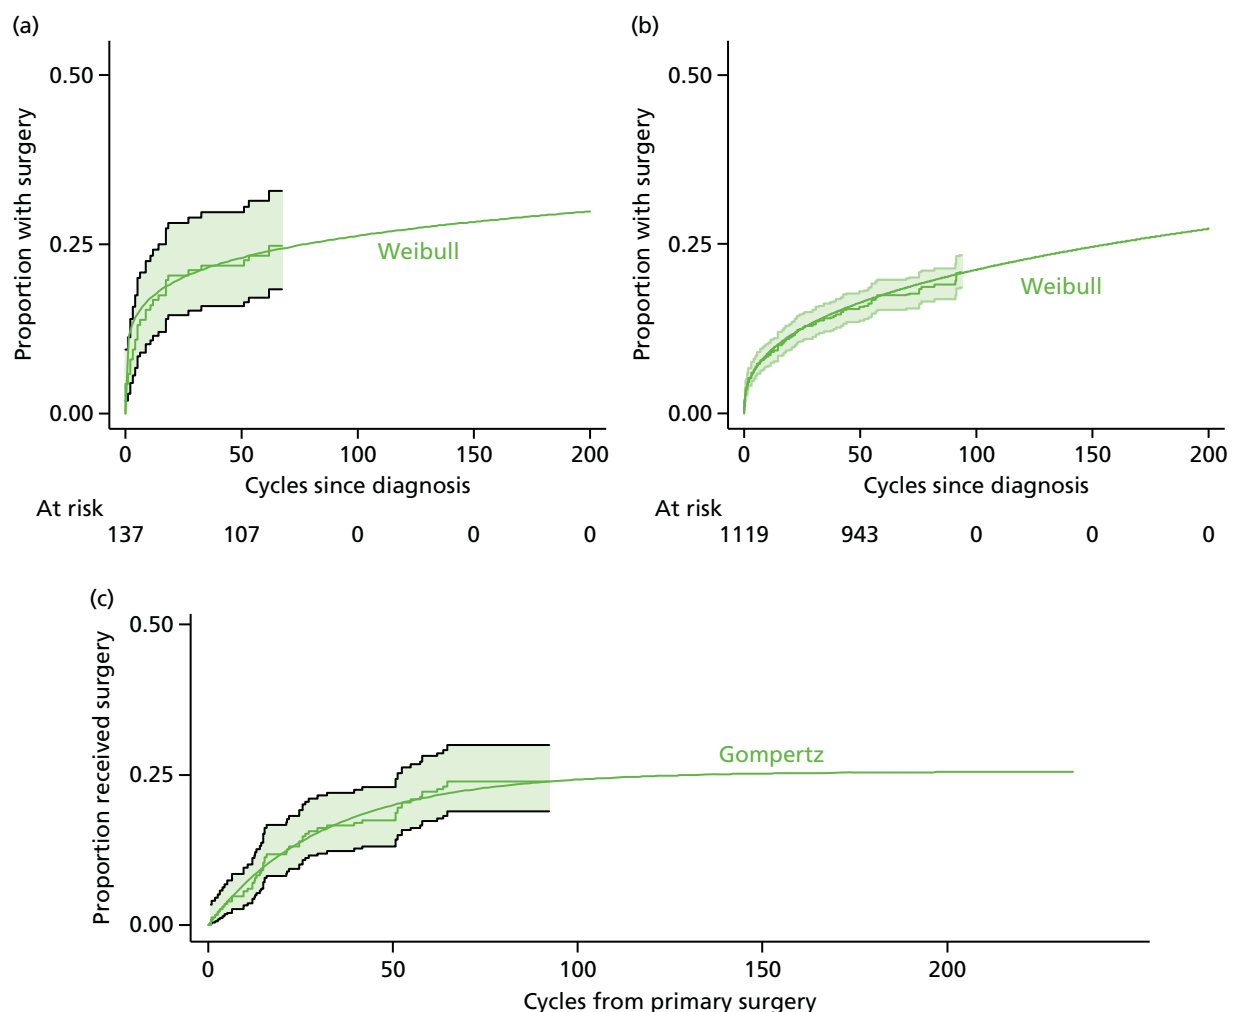 (a)
Proportion with surgery
0.50
0.25
0.00
Weibull
0 50 100 150 200
Cycles since diagnosis
At risk
137 107 0 0 0
(b)
Proportion with surgery
0.50
0.25
0.00
Weibull
0 50 100 150 200
Cycles since diagnosis
At risk
1119 943 0 0 0
(c)
Proportion received surgery
0.50
0.25
0.00
Gompertz
0 50 100 150 200
Cycles from primary surgery